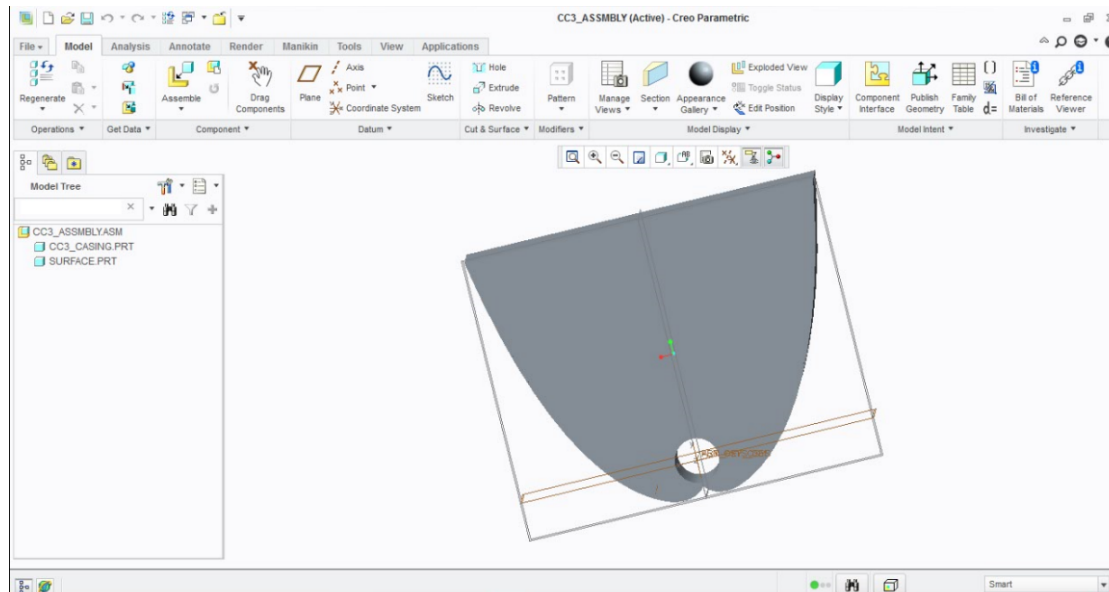 CC3_ASSMBLY (Active) - Creo Parametric
File Model Analysis Annotate Render Manikin Tools View Applications
Regenerate
Assemble
Drag Components
Plane
Axis
Point
Coordinate System
Sketch
Hole
Extrude
Revolve
Pattern
Manage Views
Section
Appearance Gallery
Exploded View
Toggle Status
Edit Position
Display Style
Component Interface
Publish Geometry
Family Table
d=
Bill of Materials
Reference Viewer
Operations Get Data Component Datum Cut & Surface Modifiers Model Display Model Intent Investigate
Model Tree
CC3_ASSMBLY.ASM
CC3_CASING.PRT
SURFACE.PRT
Smart